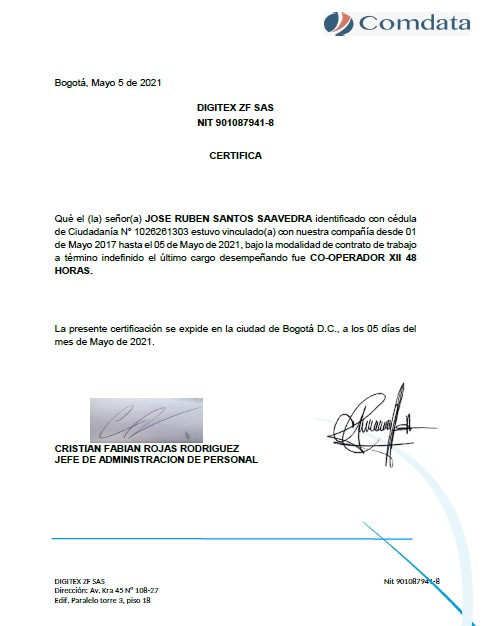 Comdata
Bogotá, Mayo 5 de 2021
DIGITEX ZF SAS
NIT 901087941-8
CERTIFICA
Qué el (la) señor(a) JOSE RUBEN SANTOS SAAVEDRA identificado con cédula
de Ciudadanía N° 1026261303 estuvo vinculado(a) con nuestra compañía desde 01
de Mayo 2017 hasta el 05 de Mayo de 2021, bajo la modalidad de contrato de trabajo
a término indefinido el último cargo desempeñando fue CO-OPERADOR XII 48
HORAS.
La presente certificación se expide en la ciudad de Bogotá D.C., a los 05 días del
mes de Mayo de 2021.
CRISTIAN FABIAN ROJAS RODRIGUEZ
JEFE DE ADMINISTRACION DE PERSONAL
DIGITEX ZF SAS
Nit 901087941-8
Dirección: Av. Kra 45 N° 108-27
Edif. Paralelo torre 3, piso 18